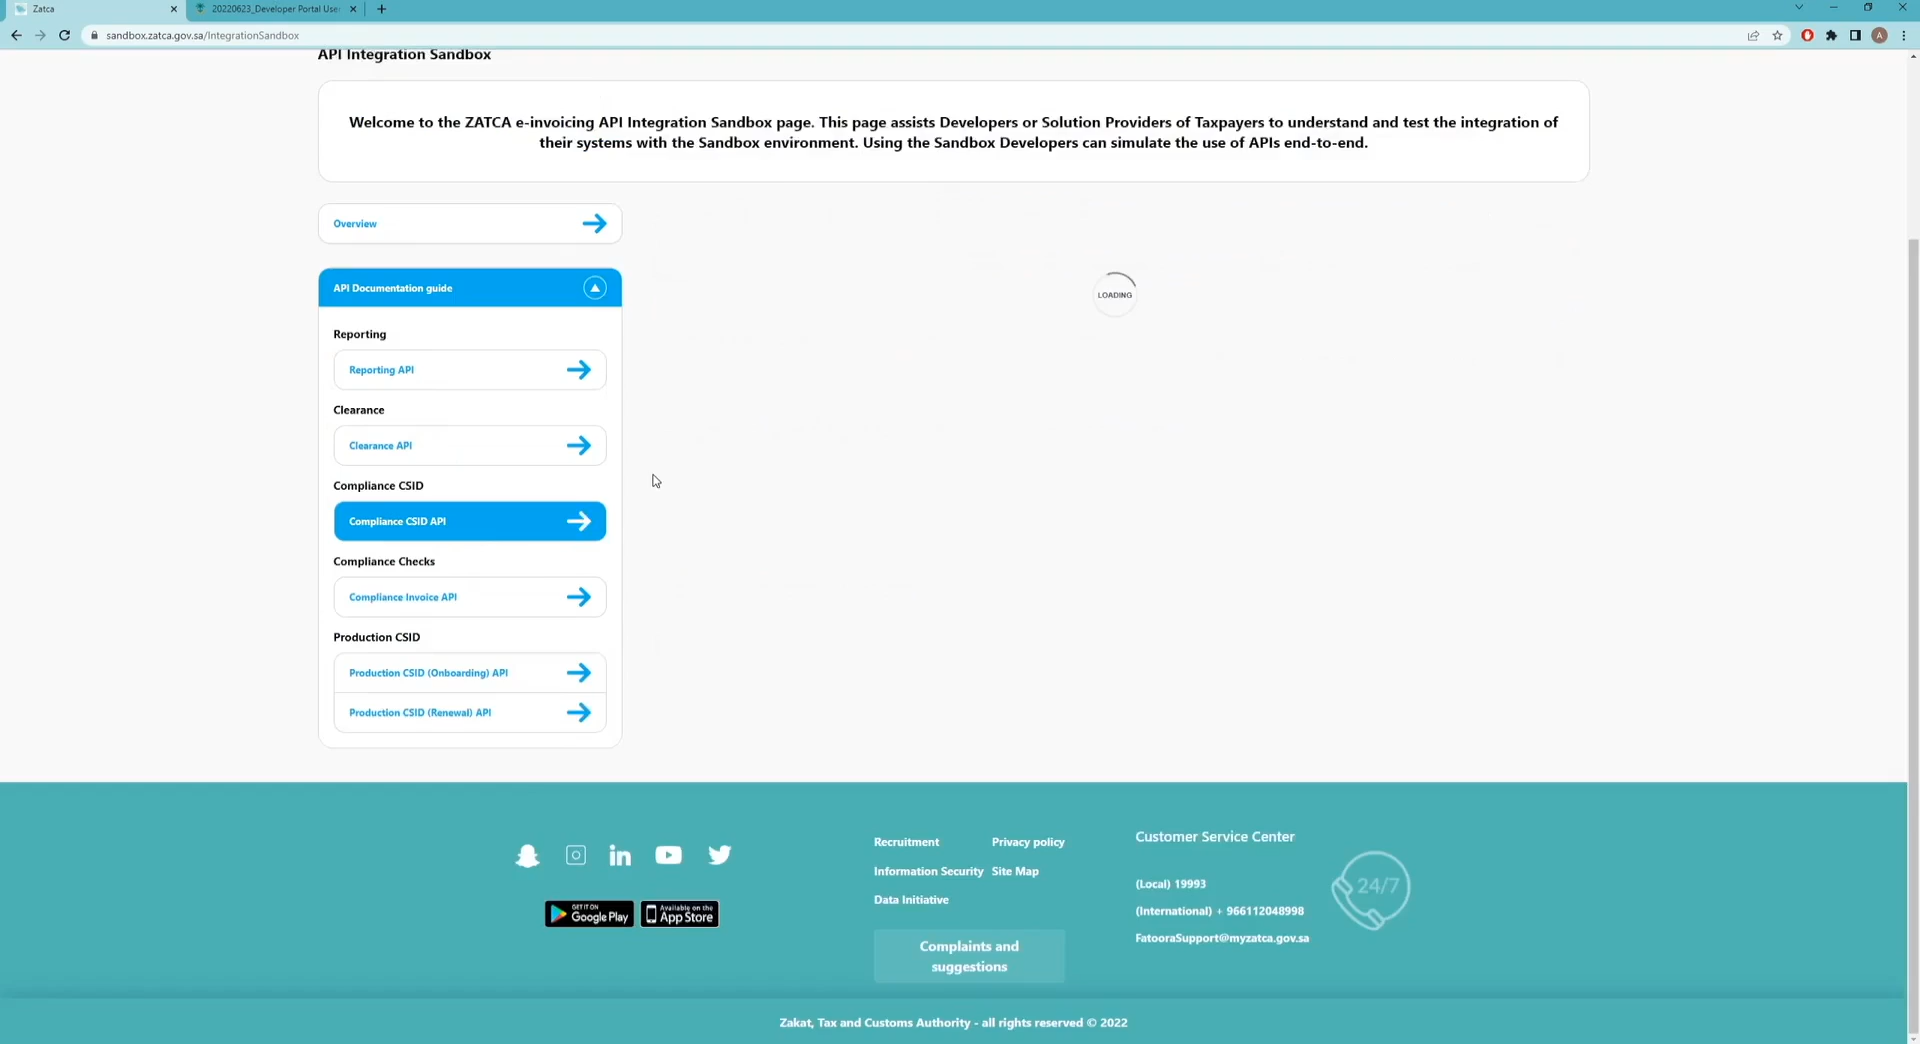 Zatca
20220623_Developer Portal Use
sandbox.zatca.gov.sa/IntegrationSandbox
A
API Integration Sandbox
Welcome to the ZATCA e-invoicing API Integration Sandbox page. This page assists Developers or Solution Providers of Taxpayers to understand and test the integration of
their systems with the Sandbox environment. Using the Sandbox Developers can simulate the use of APIs end-to-end.
Overview
API Documentation guide
LOADING
Reporting
Reporting API
Clearance
Clearance API
Compliance CSID
Compliance CSID API
Compliance Checks
Compliance Invoice API
Production CSID
Production CSID (Onboarding) API
Production CSID (Renewal) API
Recruitment
Privacy policy
Information Security
Site Map
Data Initiative
Complaints and
suggestions
Customer Service Center
(Local) 19993
(International) + 966112048998
FatooraSupport@myzatca.gov.sa
24/7
GET IT ON
Google Play
Available on the
App Store
Zakat, Tax and Customs Authority - all rights reserved © 2022